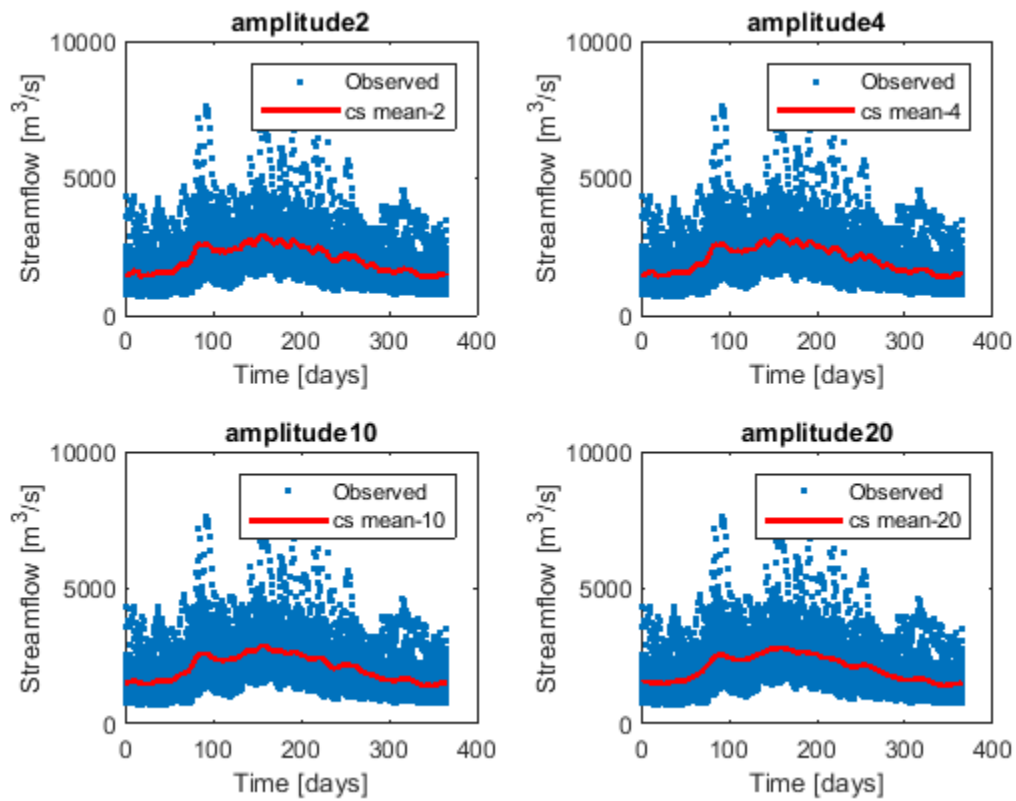 amplitude2
10000
5000
0
Streamflow [m³/s]
Observed
cs mean-2
0 100 200 300 400
Time [days]
amplitude4
10000
5000
0
Streamflow [m³/s]
Observed
cs mean-4
0 100 200 300 400
Time [days]
amplitude10
10000
5000
0
Streamflow [m³/s]
Observed
cs mean-10
0 100 200 300 400
Time [days]
amplitude20
10000
5000
0
Streamflow [m³/s]
Observed
cs mean-20
0 100 200 300 400
Time [days]